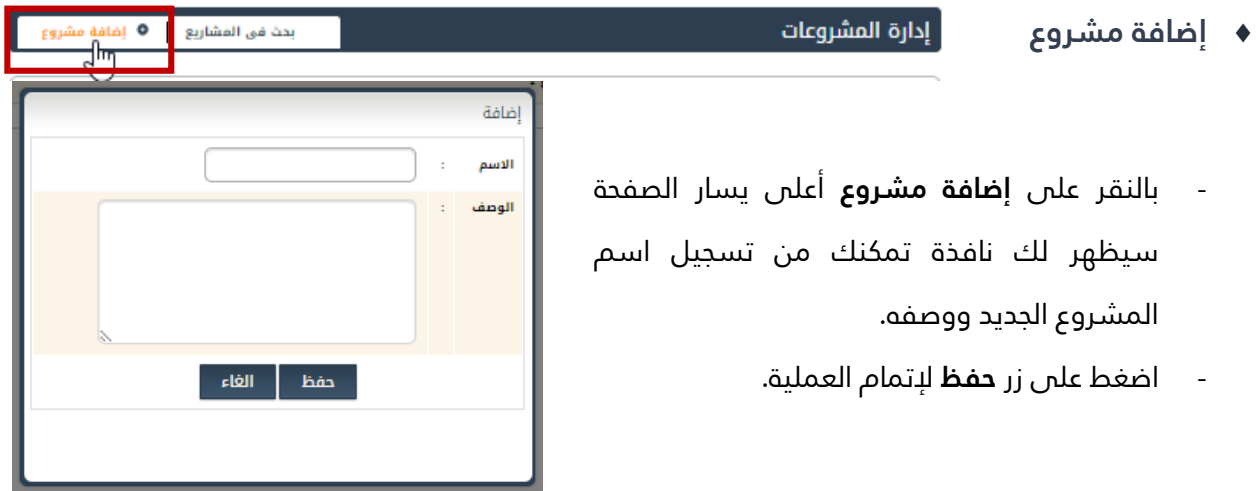 ♦ إضافة مشروع
إدارة المشروعات
بحث فى المشاريع
إضافة مشروع
إضافة
الاسم :
الوصف :
حفظ
الغاء
- بالنقر على إضافة مشروع أعلى يسار الصفحة
سيظهر لك نافذة تمكنك من تسجيل اسم
المشروع الجديد ووصفه.
- اضغط على زر حفظ لإتمام العملية.